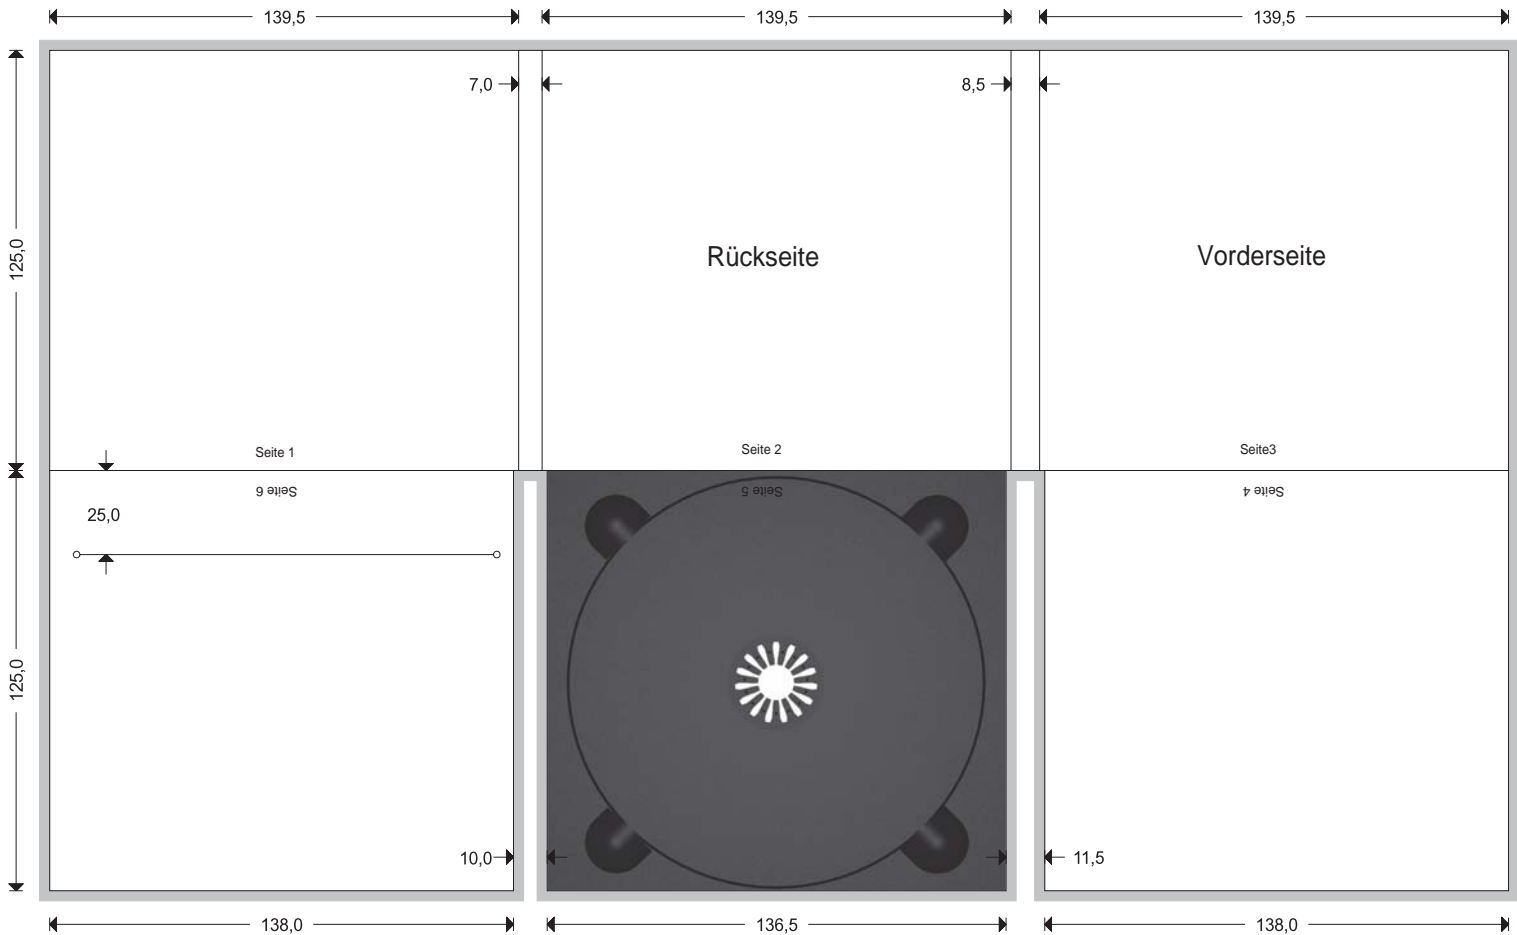 139,5
139,5
139,5
7,0
8,5
125,0
Rückseite
Vorderseite
Seite 1
Seite 2
Seite3
Seite 6
Seite 5
Seite 4
25,0
125,0
10,0
11,5
138,0
136,5
138,0